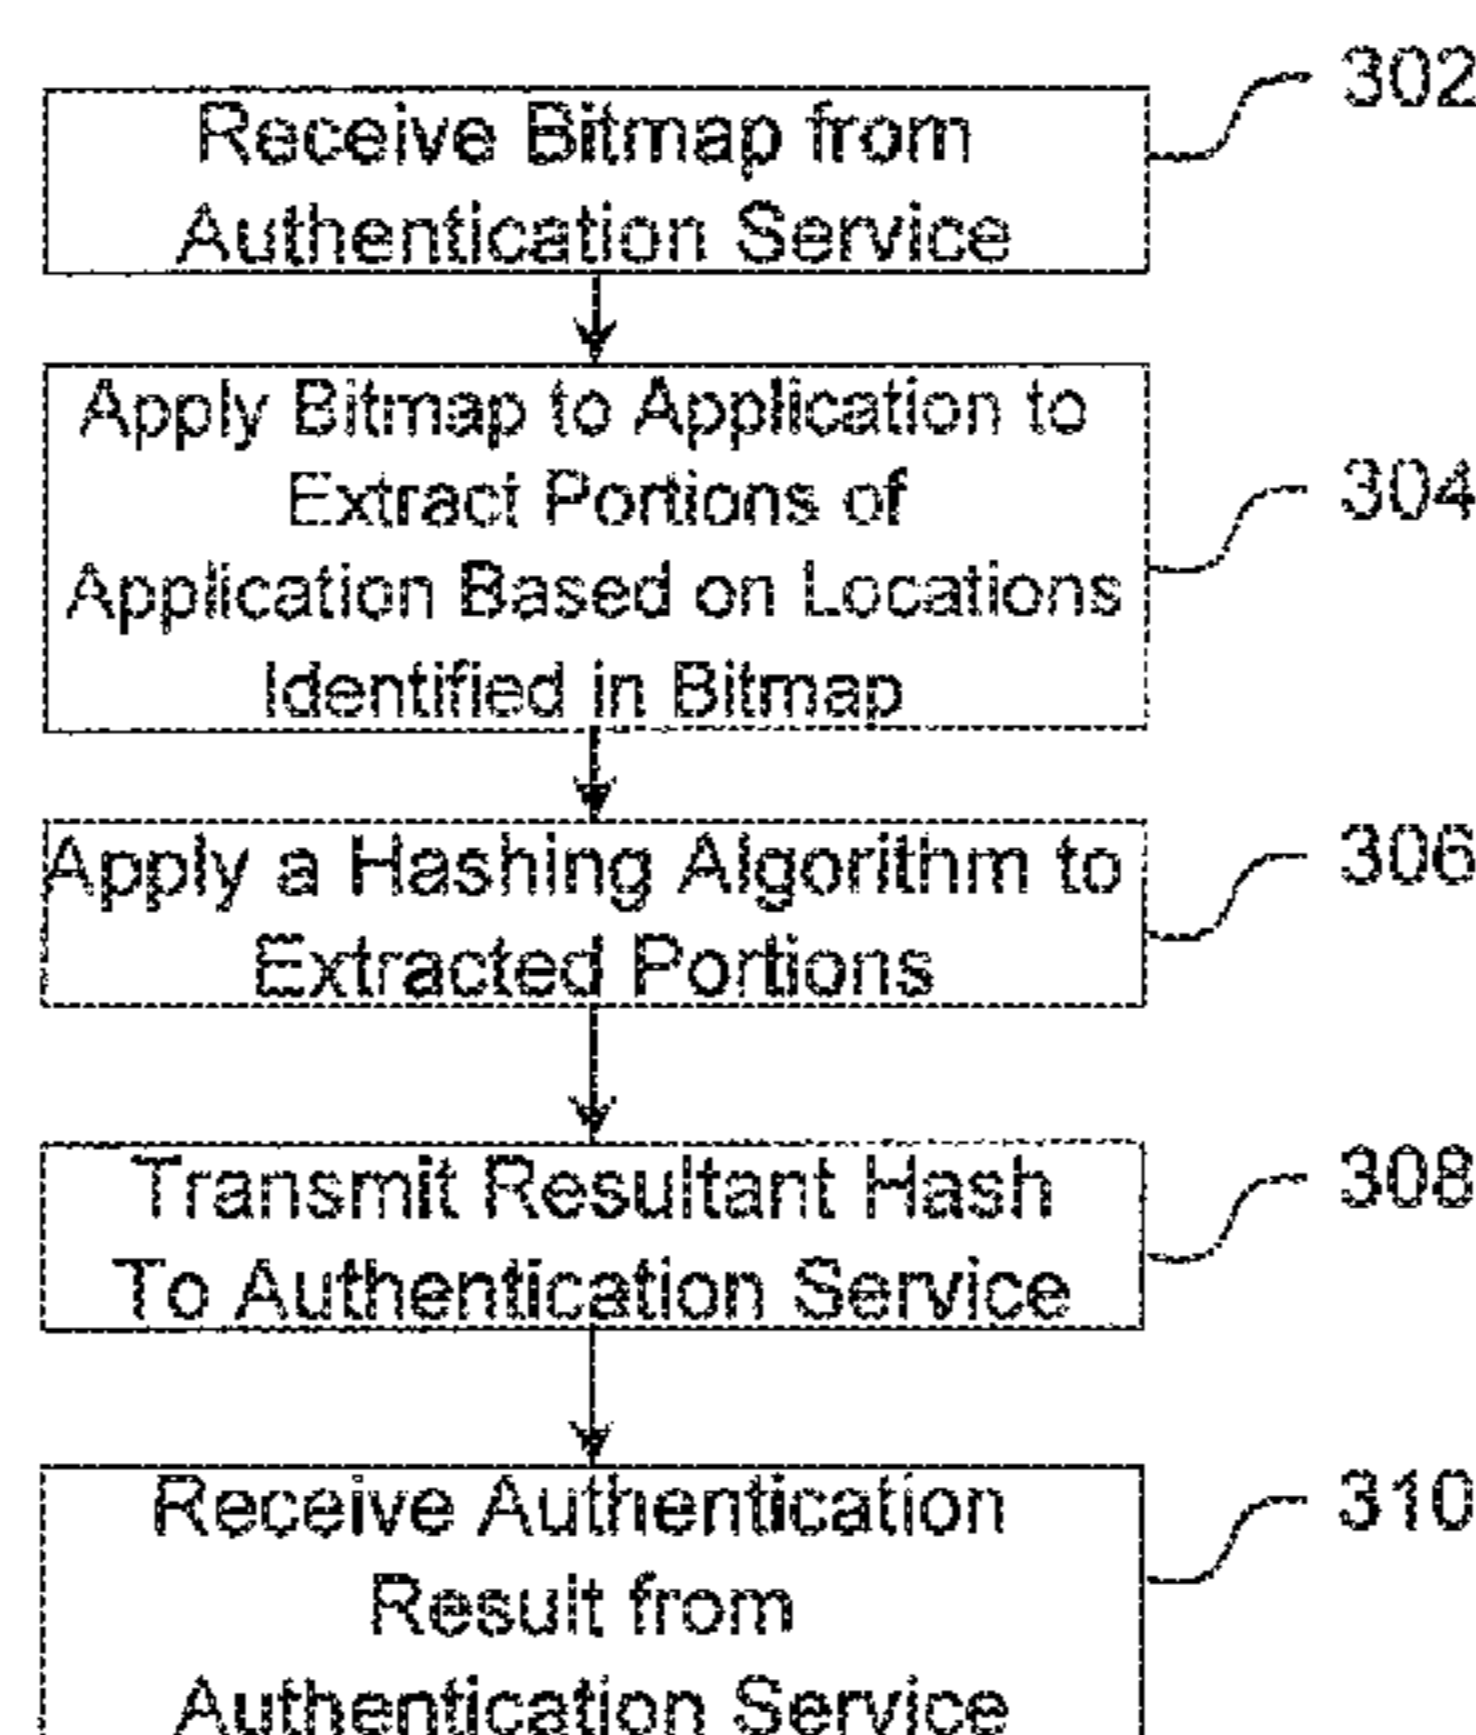 302
Receive Bitmap from
Authentication Service
Apply Bitmap to Application to
Extract Portions of
304
Application Based on Locations
Identified in Bitmap
306
Apply a Hashing Algorithm to
Extracted Portions
308
Transmit Resultant Hash
To Authentication Service
310
Receive Authentication
Result from
Authentication Service